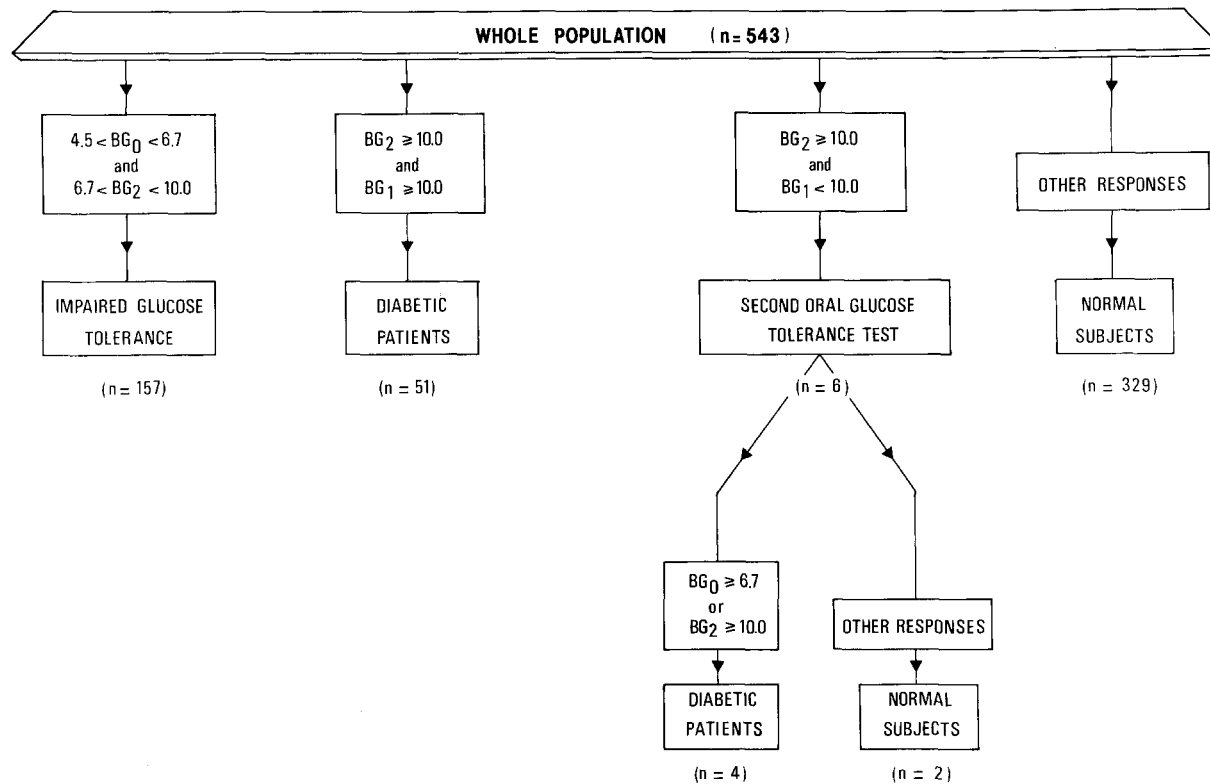 WHOLE POPULATION (n=543)
4.5 < BG0 < 6.7
and
6.7 < BG2 < 10.0
BG2 ⩾ 10.0
and
BG1 ⩾ 10.0
BG2 ⩾ 10.0
and
BG1 < 10.0
OTHER RESPONSES
IMPAIRED GLUCOSE
TOLERANCE
(n = 157)
DIABETIC
PATIENTS
(n = 51)
SECOND ORAL GLUCOSE
TOLERANCE TEST
(n = 6)
NORMAL
SUBJECTS
(n = 329)
BG0 ⩾ 6.7
or
BG2 ⩾ 10.0
OTHER RESPONSES
DIABETIC
PATIENTS
(n = 4)
NORMAL
SUBJECTS
(n = 2)